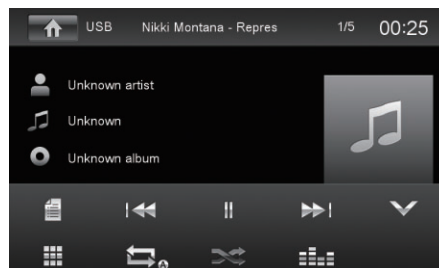 USB Nikki Montana - Repres 1/5 00:25
Unknown artist
Unknown
Unknown album
A